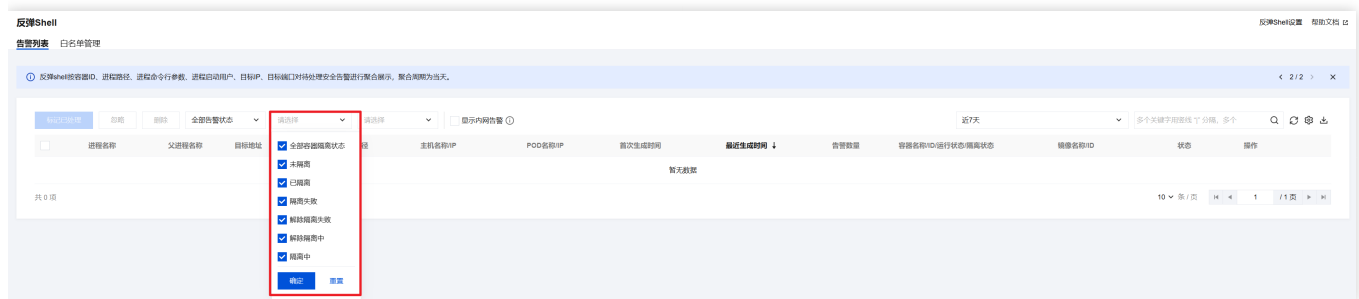 反弹Shell
反弹Shell设置 帮助文档
告警列表 白名单管理
反弹shell按容器ID、进程路径、进程命令行参数、进程启动用户、目标IP、目标端口对待处理安全告警进行聚合展示，聚合周期为当天。
2/2
标记已处理 忽略 删除 全部告警状态 请选择 请选择 显示内网告警 近7天 多个关键字用竖线“|”分隔，多个
进程名称 父进程名称 目标地址 主机名称/IP POD名称/IP 首次生成时间 最近生成时间 告警数量 容器名称/ID/运行状态/隔离状态 镜像名称/ID 状态 操作
全部容器隔离状态
未隔离
已隔离
隔离失败
解除隔离失败
解除隔离中
隔离中
确定 重置
暂无数据
共 0 项
10 条 / 页 1 / 1 页